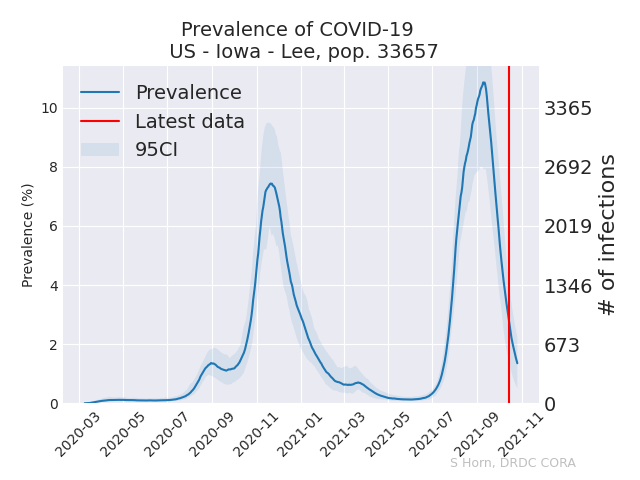 Prevalence of COVID-19
US - Iowa - Lee, pop. 33657
Prevalence
Latest data
95CI
Prevalence (%)
10
8
6
4
2
0
3365
2692
2019
1346
673
0
# of infections
2020-03
2020-05
2020-07
2020-09
2020-11
2021-01
2021-03
2021-05
2021-07
2021-09
2021-11
S Horn, DRDC CORA